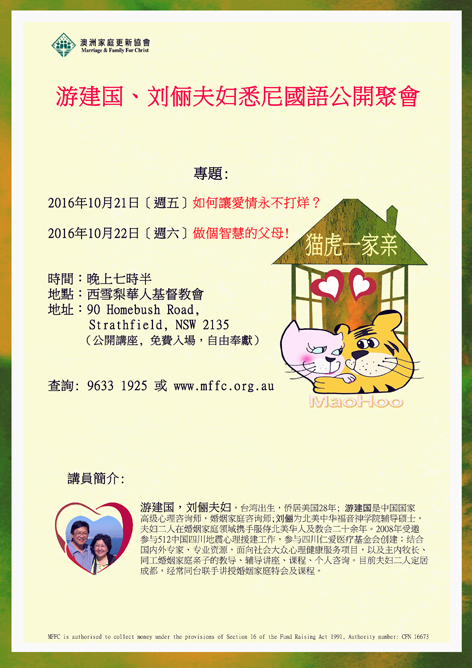 澳洲家庭更新協會
Marriage & Family For Christ
游建国、刘俪夫妇悉尼國語公開聚會
專題:
2016年10月21日〔週五〕如何讓愛情永不打烊？
2016年10月22日〔週六〕做個智慧的父母!
猫虎一家亲
時間：晚上七時半
地點：西雪梨華人基督教會
地址：90 Homebush Road,
Strathfield, NSW 2135
（公開講座, 免費入場，自由奉獻）
查詢: 9633 1925 或 www.mffc.org.au
MaoHoo
講員簡介:
游建国，刘俪夫妇，台湾出生，侨居美国28年; 游建国是中国国家
高级心理咨询师，婚姻家庭咨询师;刘俪为北美中华福音神学院辅导硕士。
夫妇二人在婚姻家庭领域携手服侍北美华人及教会二十余年。2008年受邀
参与512中国四川地震心理援建工作，参与四川仁爱医疗基金会创建；结合
国内外专家、专业资源，面向社会大众心理健康服务项目，以及主内牧长、
同工婚姻家庭亲子的教导、辅导讲座、课程、个人咨询。目前夫妇二人定居
成都，经常同台联手讲授婚姻家庭特会及课程。
MFFC is authorised to collect money under the provisions of Section 16 of the Fund Raising Act 1991, Authority number: CFN 16673